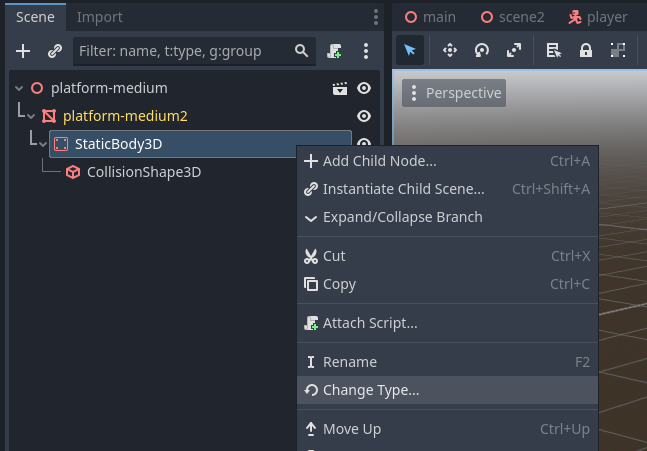 Scene Import
main scene2 player
Filter: name, t:type, g:group
platform-medium
Perspective
platform-medium2
StaticBody3D
CollisionShape3D
Add Child Node... Ctrl+A
Instantiate Child Scene... Ctrl+Shift+A
Expand/Collapse Branch
Cut Ctrl+X
Copy Ctrl+C
Attach Script...
Rename F2
Change Type...
Move Up Ctrl+Up